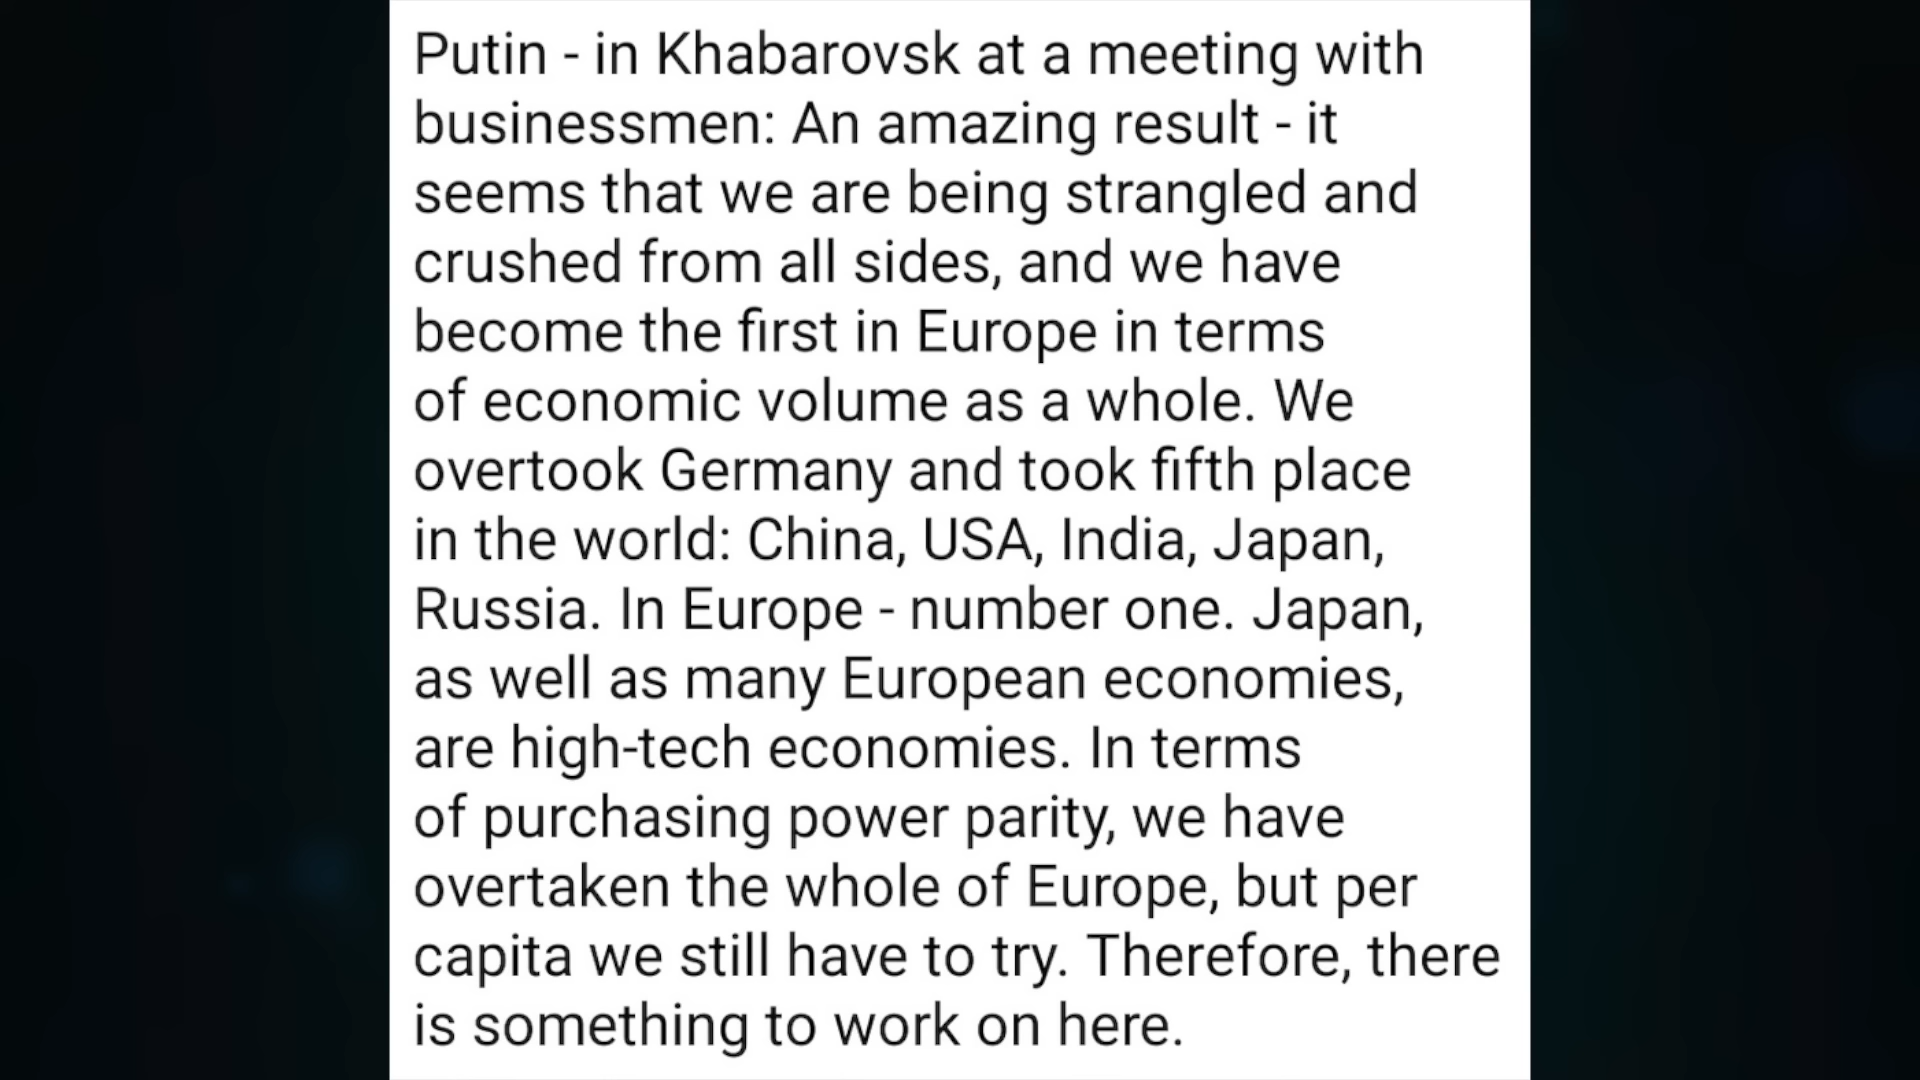 Putin - in Khabarovsk at a meeting with
businessmen: An amazing result - it
seems that we are being strangled and
crushed from all sides, and we have
become the first in Europe in terms
of economic volume as a whole. We
overtook Germany and took fifth place
in the world: China, USA, India, Japan,
Russia. In Europe - number one. Japan,
as well as many European economies,
are high-tech economies. In terms
of purchasing power parity, we have
overtaken the whole of Europe, but per
capita we still have to try. Therefore, there
is something to work on here.